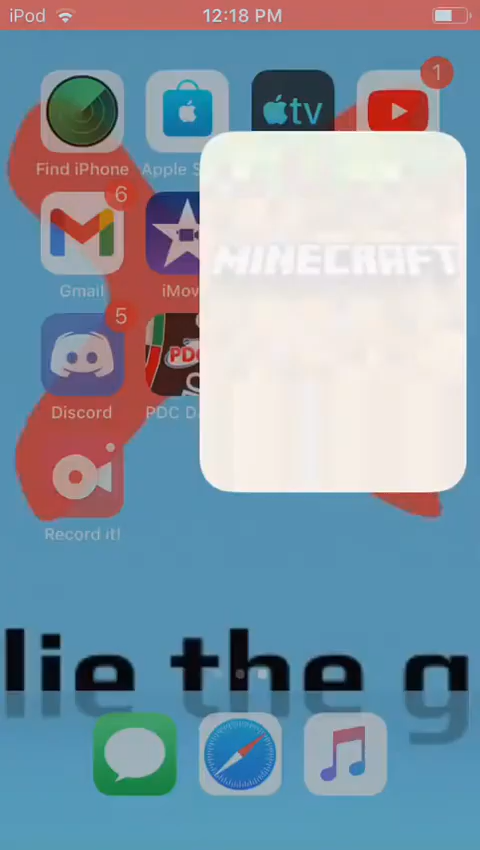 iPod 12:18 PM
tv 1
Find iPhone Apple S
6 MINECRAFT
Gmail iMov
5 PD
Discord PDC D
Record it!
lie the g